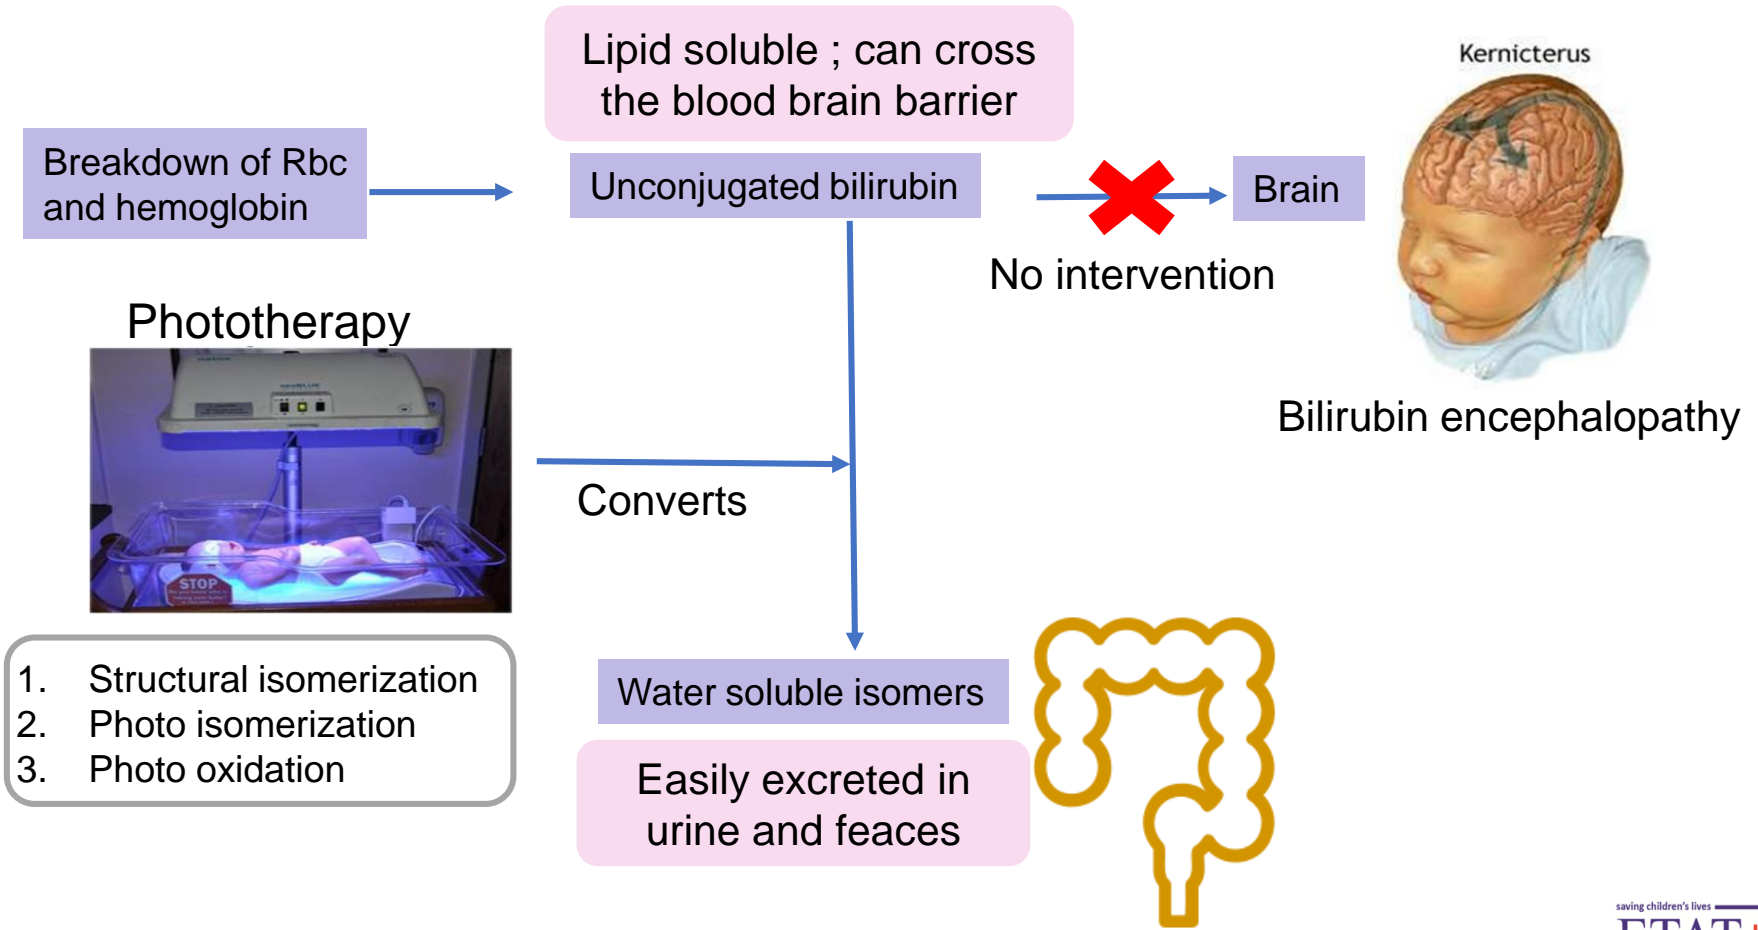 Lipid soluble ; can cross
the blood brain barrier
Kernicterus
Breakdown of Rbc
and hemoglobin
Unconjugated bilirubin
Brain
No intervention
Phototherapy
Bilirubin encephalopathy
neoBLUE
Converts
STOP
1. Structural isomerization
2. Photo isomerization
3. Photo oxidation
Water soluble isomers
Easily excreted in
urine and feaces
saving children's lives
ETAT